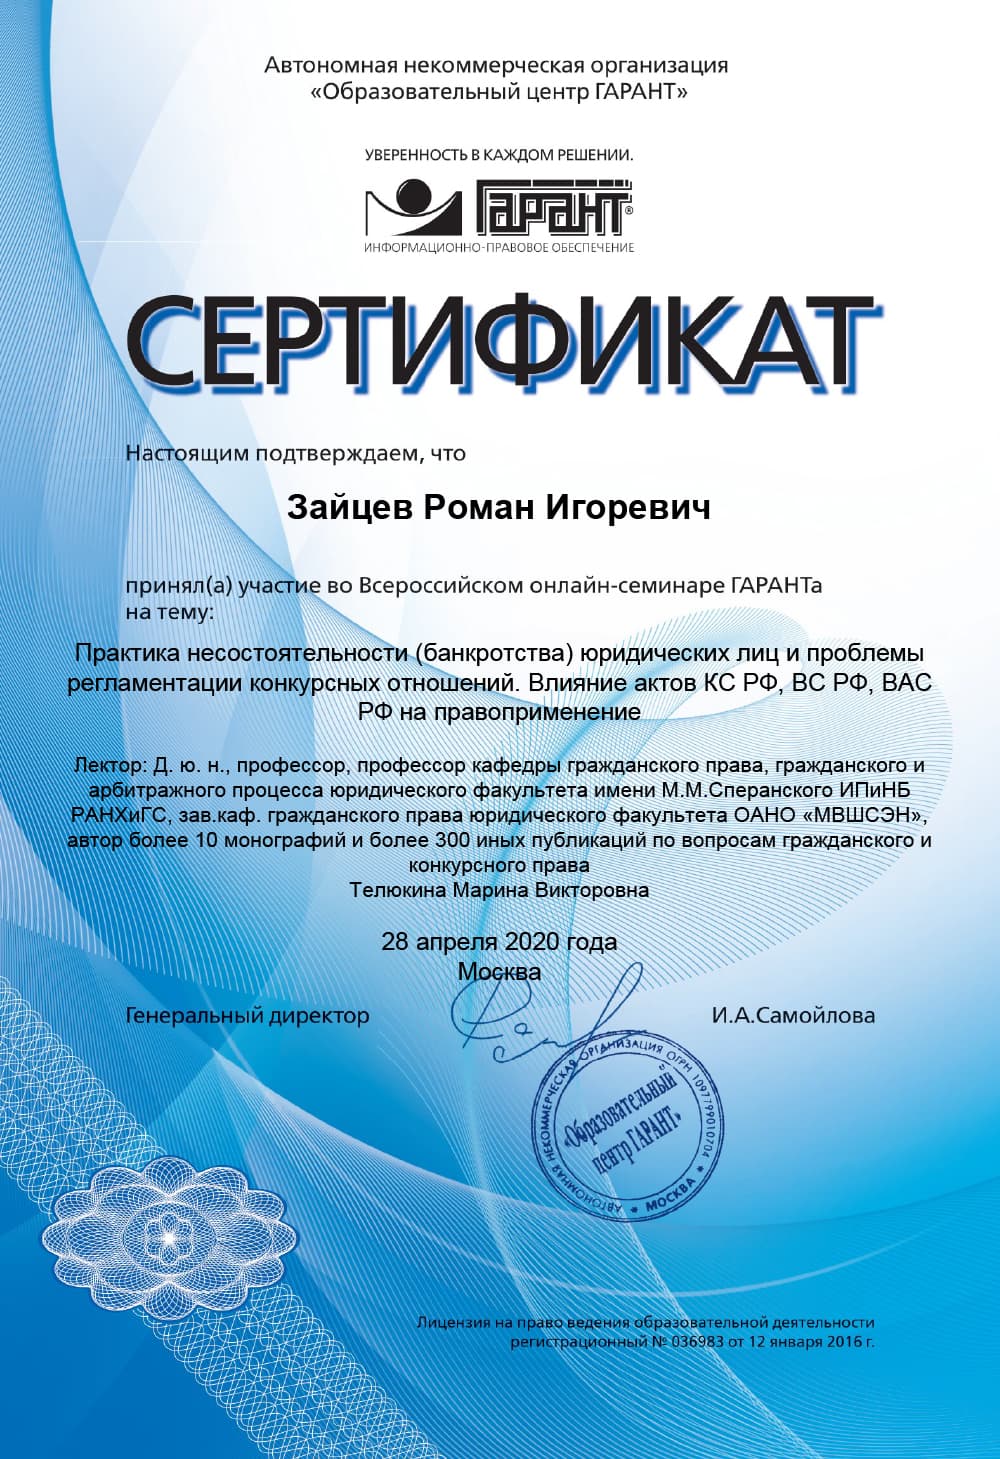 Автономная некоммерческая организация
«Образовательный центр ГАРАНТ»
УВЕРЕННОСТЬ В КАЖДОМ РЕШЕНИИ.
ГАРАНТ®
ИНФОРМАЦИОННО-ПРАВОВОЕ ОБЕСПЕЧЕНИЕ
СЕРТИФИКАТ
Настоящим подтверждаем, что
Зайцев Роман Игоревич
принял(а) участие во Всероссийском онлайн-семинаре ГАРАНТа
на тему:
Практика несостоятельности (банкротства) юридических лиц и проблемы
регламентации конкурсных отношений. Влияние актов КС РФ, ВС РФ, ВАС
РФ на правоприменение
Лектор: Д. ю. н., профессор, профессор кафедры гражданского права, гражданского и
арбитражного процесса юридического факультета имени М.М.Сперанского ИПиНБ
РАНХиГС, зав.каф. гражданского права юридического факультета ОАНО «МВШСЭН»,
автор более 10 монографий и более 300 иных публикаций по вопросам гражданского и
конкурсного права
Телюкина Марина Викторовна
28 апреля 2020 года
Москва
Генеральный директор
И.А.Самойлова
АВТОНОМНАЯ НЕКОММЕРЧЕСКАЯ ОРГАНИЗАЦИЯ ОГРН 1097799010704
* МОСКВА *
«Образовательный
центр ГАРАНТ»
Лицензия на право ведения образовательной деятельности
регистрационный № 036983 от 12 января 2016 г.